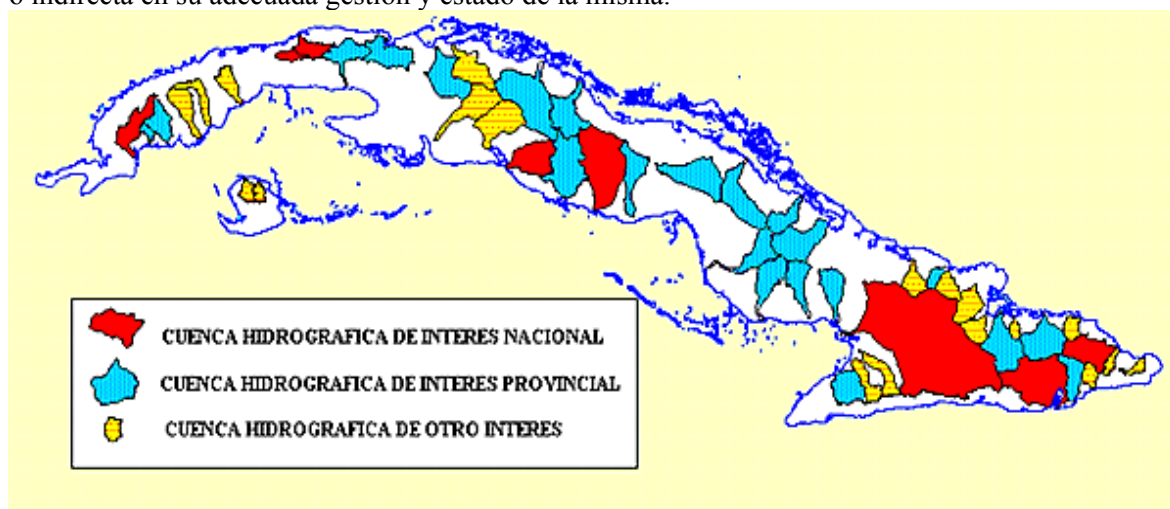 o indirecta en su adecuada gestión y estado de la misma.
CUENCA HIDROGRAFICA DE INTERES NACIONAL
CUENCA HIDROGRAFICA DE INTERES PROVINCIAL
CUENCA HIDROGRAFICA DE OTRO INTERES